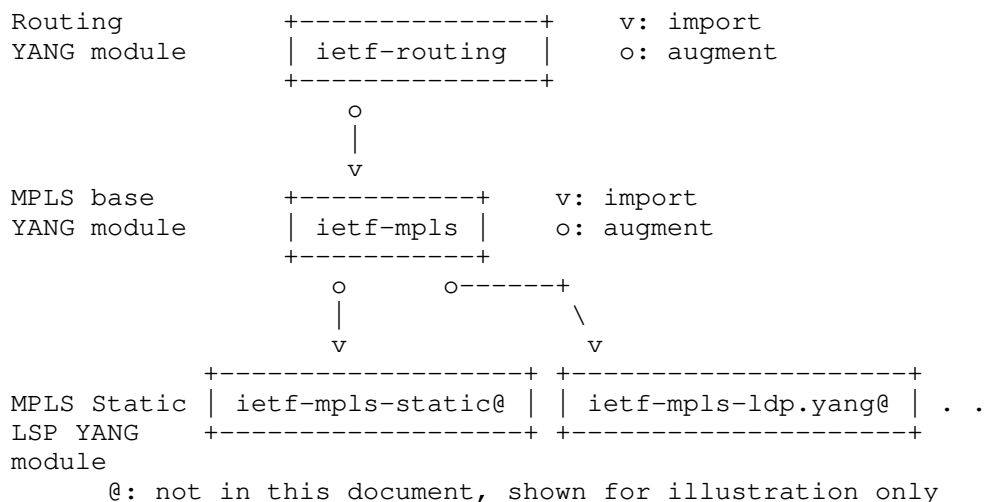 Routing                +---------------+      v: import
YANG module            | ietf-routing  |      o: augment
                       +---------------+
                           o
                           |
                           v
MPLS base              +-----------+      v: import
YANG module            | ietf-mpls |      o: augment
                       +-----------+
                          o      o------+
                          |              \
                          v               v
                +-------------------+ +---------------------+
MPLS Static | ietf-mpls-static@ | | ietf-mpls-ldp.yang@ | . .
LSP YANG    +-------------------+ +---------------------+
module
      @: not in this document, shown for illustration only